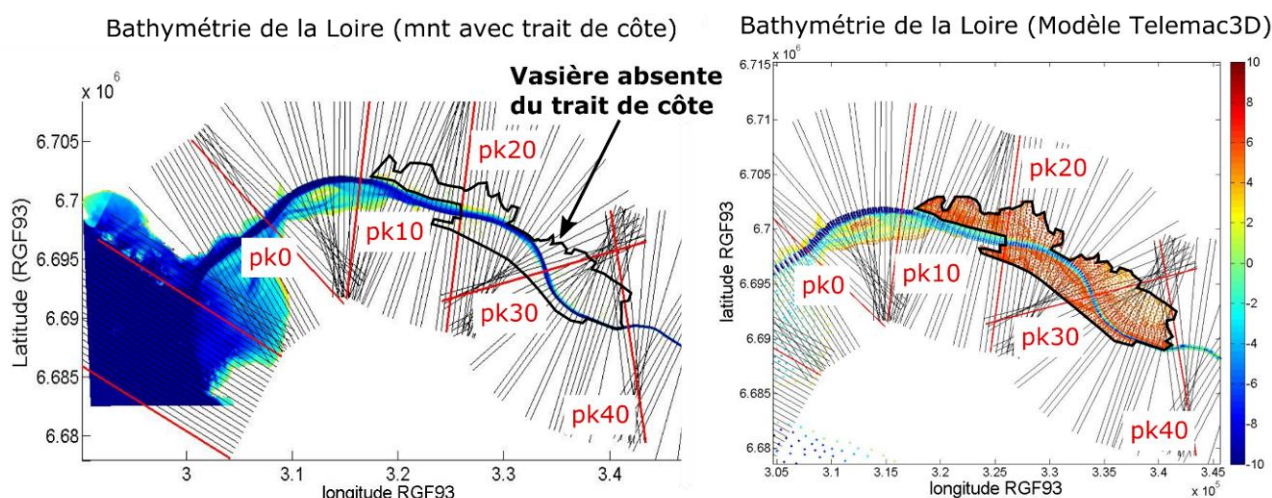 Bathymétrie de la Loire (mnt avec trait de côte)
Vasière absente
du trait de côte
x 10
6
6.705
6.7
6.695
6.69
6.685
6.68
Latitude (RGF93)
pk0
pk10
pk20
pk30
pk40
3
3.1
3.2
3.3
3.4
longitude RGF93
Bathymétrie de la Loire (Modèle Telemac3D)
x 10
6
6.715
6.71
6.705
6.7
6.695
6.69
6.685
6.68
latitude RGF93
pk0
pk10
pk20
pk30
pk40
3.05
3.1
3.15
3.2
3.25
3.3
3.35
3.4
3.45
x 10
5
longitude RGF93
10
8
6
4
2
0
-2
-4
-6
-8
-10